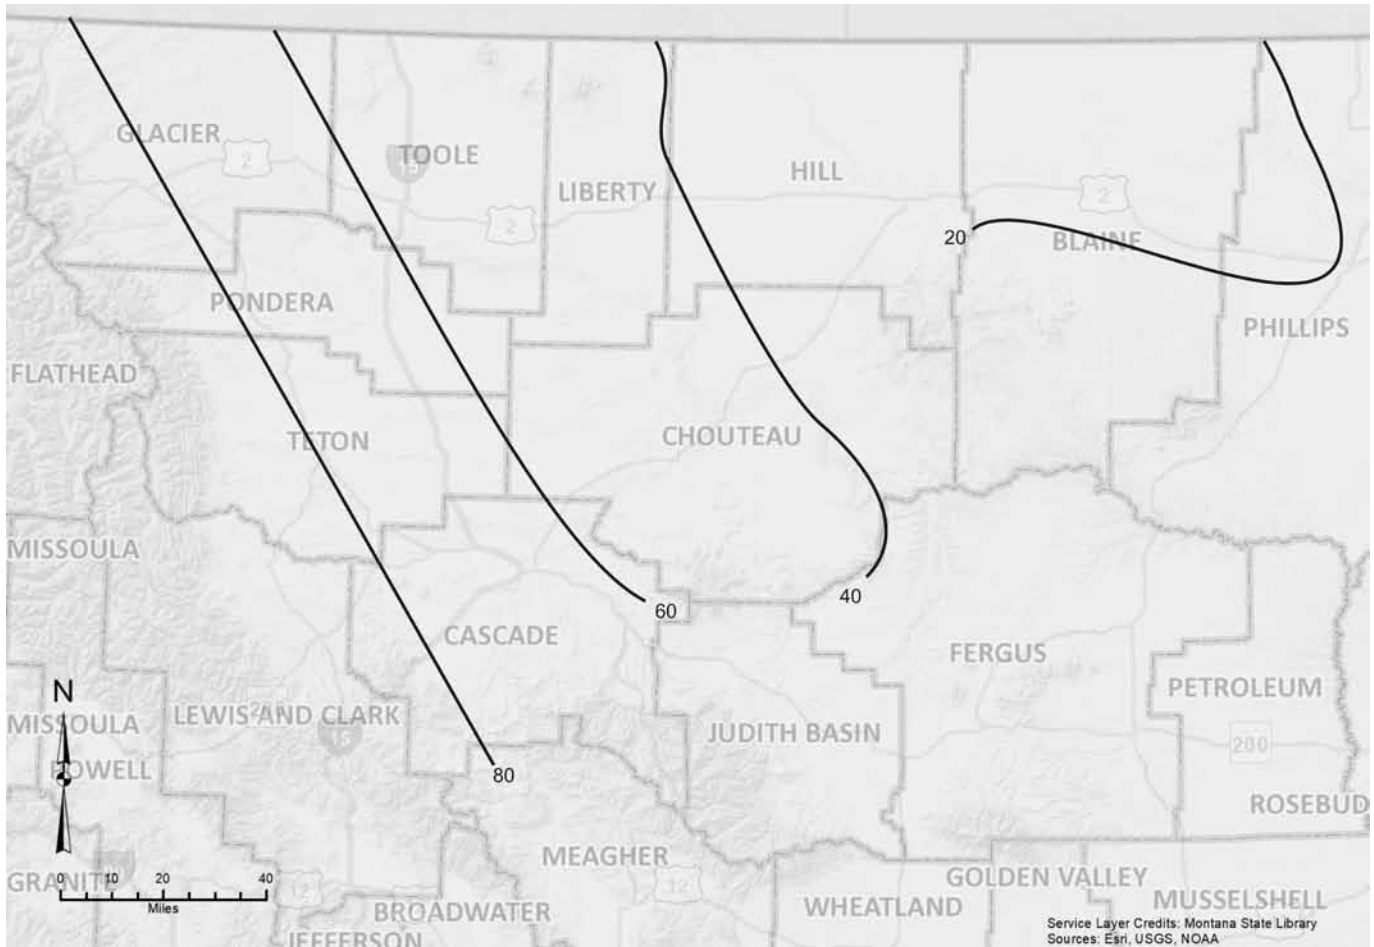 GLACIER
2
15
TOOLE
LIBERTY
HILL
2
2
20
BLAINE
PONDERA
PHILLIPS
FLATHEAD
TETON
CHOUTEAU
MISSOULA
60
40
CASCADE
FERGUS
N
PETROLEUM
MISSOULA
LEWIS AND CLARK
15
JUDITH BASIN
200
POWELL
80
ROSEBUD
MEAGHER
0 10 20 40
Miles
GRANITE
12
12
GOLDEN VALLEY
MUSSELSHELL
BROADWATER
WHEATLAND
JEFFERSON
Service Layer Credits: Montana State Library
Sources: Esri, USGS, NOAA